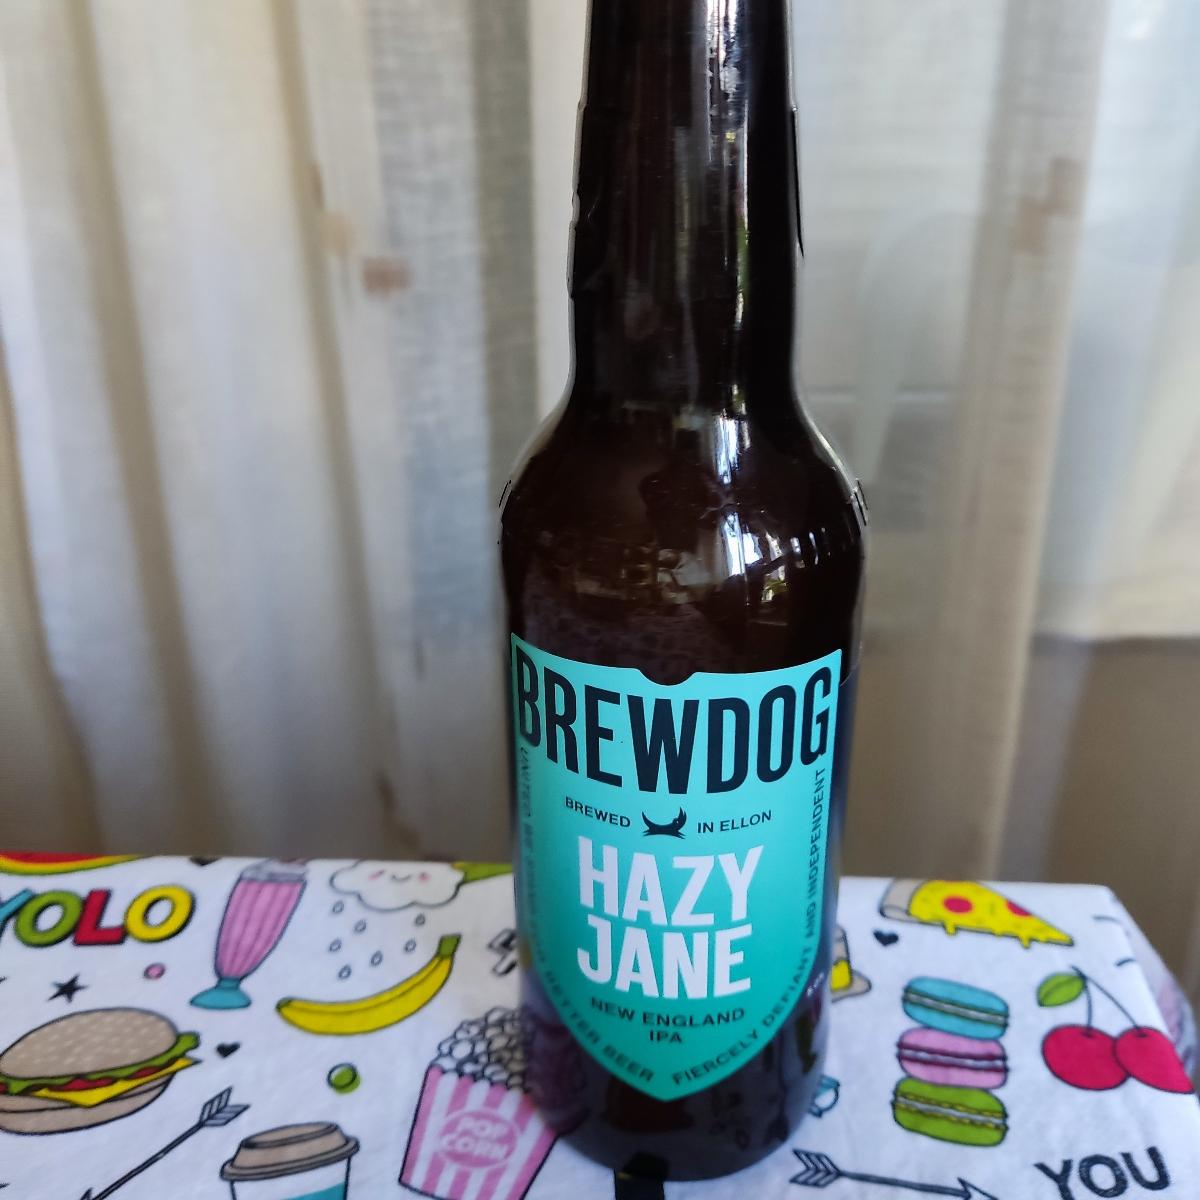 BREWDOG
BREWED IN ELLON
HAZY
JANE
NEW ENGLAND
IPA
BETTER BEER FIERCELY DEFIANT AND INDEPENDENT
YOLO
POP
CORN
YOU